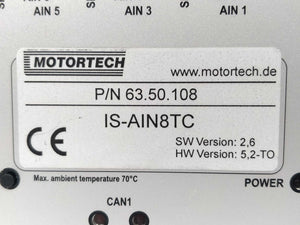 AIN 5
AIN 3
AIN 1
MOTORTECH
www.motortech.de
P/N 63.50.108
IS-AIN8TC
CE
SW Version: 2,6
HW Version: 5,2-TO
Max. ambient temperature 70°C
POWER
CAN1